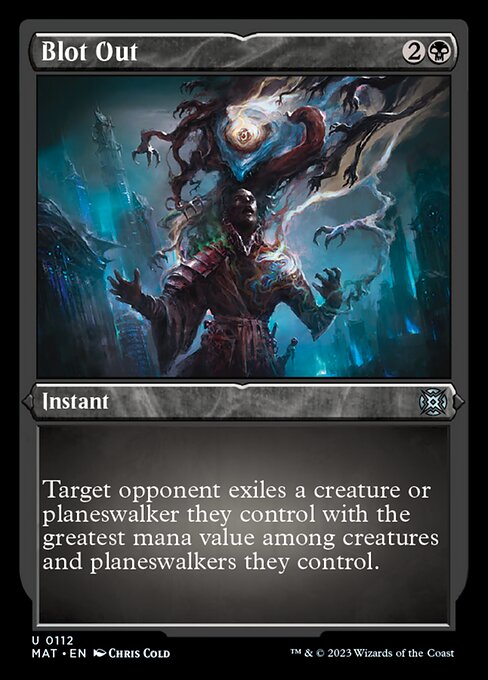 Blot Out 2
Instant
Target opponent exiles a creature or
planeswalker they control with the
greatest mana value among creatures
and planeswalkers they control.
U 0112
MAT • EN Chris Cold
™ & © 2023 Wizards of the Coast